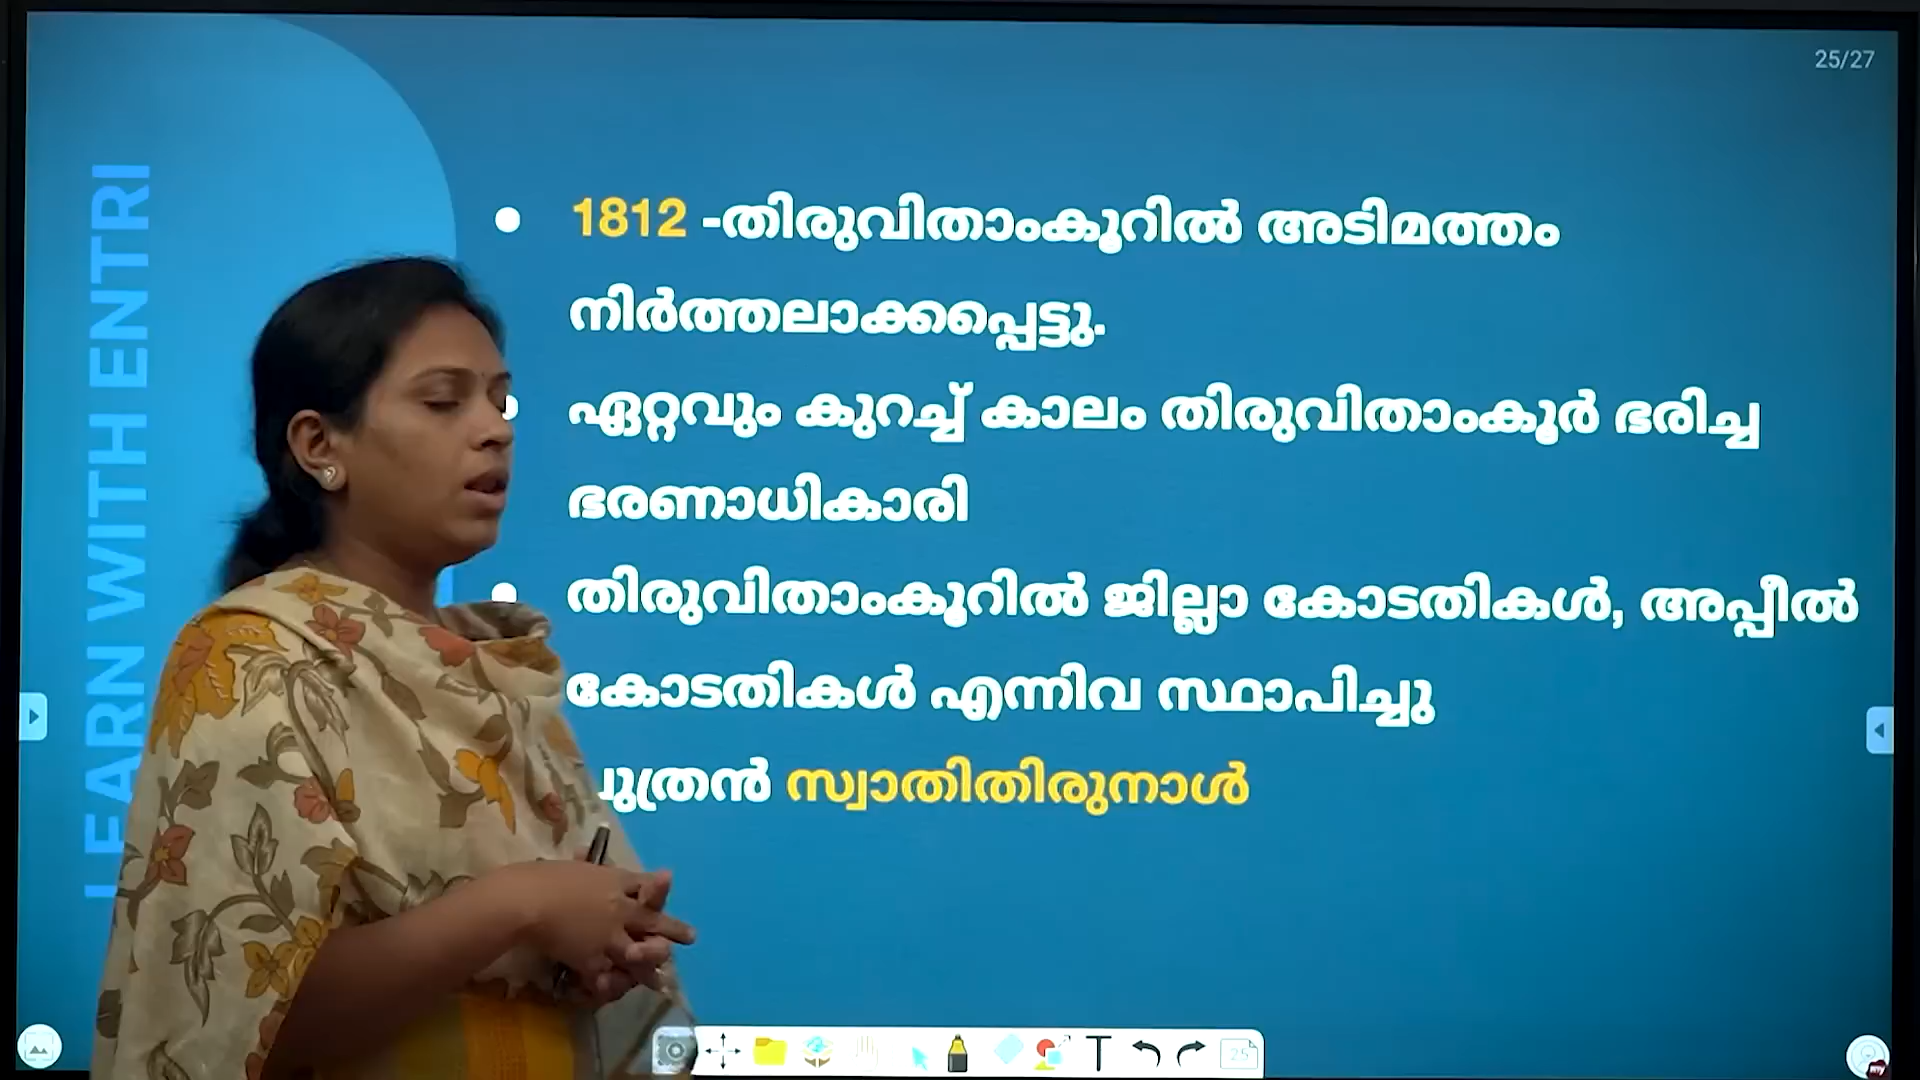 25/27
LEARN WITH ENTRI
1812 -തിരുവിതാംകൂറിൽ അടിമത്തം
നിർത്തലാക്കപ്പെട്ടു.
ഏറ്റവും കുറച്ച് കാലം തിരുവിതാംകൂർ ഭരിച്ച
ഭരണാധികാരി
തിരുവിതാംകൂറിൽ ജില്ലാ കോടതികൾ, അപ്പീൽ
കോടതികൾ എന്നിവ സ്ഥാപിച്ചു
പുത്രൻ സ്വാതിതിരുനാൾ
T
25